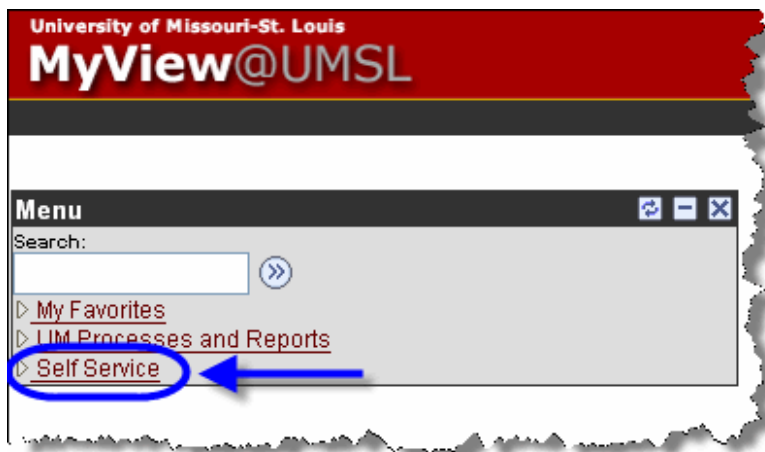 University of Missouri-St. Louis
MyView@UMSL
Menu
Search:
My Favorites
UM Processes and Reports
Self Service